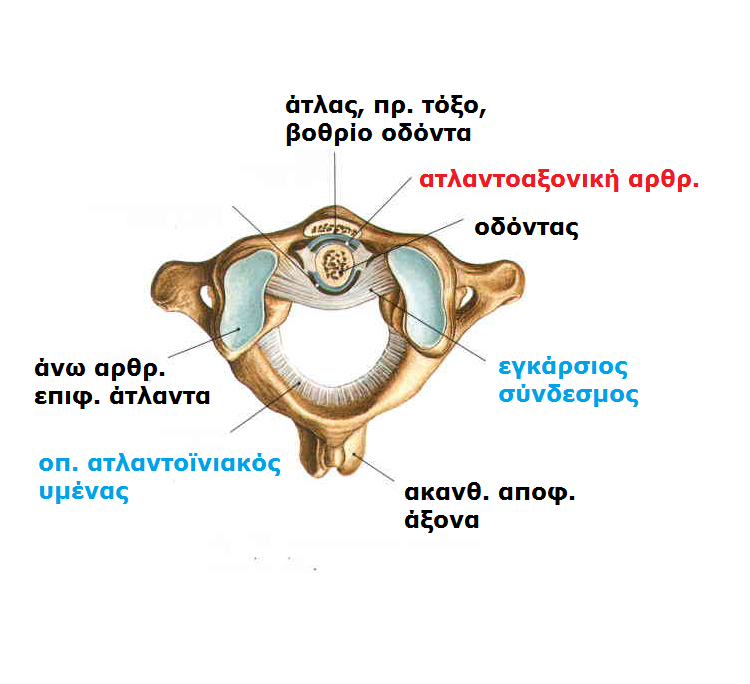 άτλας, πρ. τόξο,
βοθρίο οδόντα
ατλαντοαξονική αρθρ.
οδόντας
άνω αρθρ.
επιφ. άτλαντα
εγκάρσιος
σύνδεσμος
οπ. ατλαντοϊνιακός
υμένας
ακανθ. αποφ.
άξονα